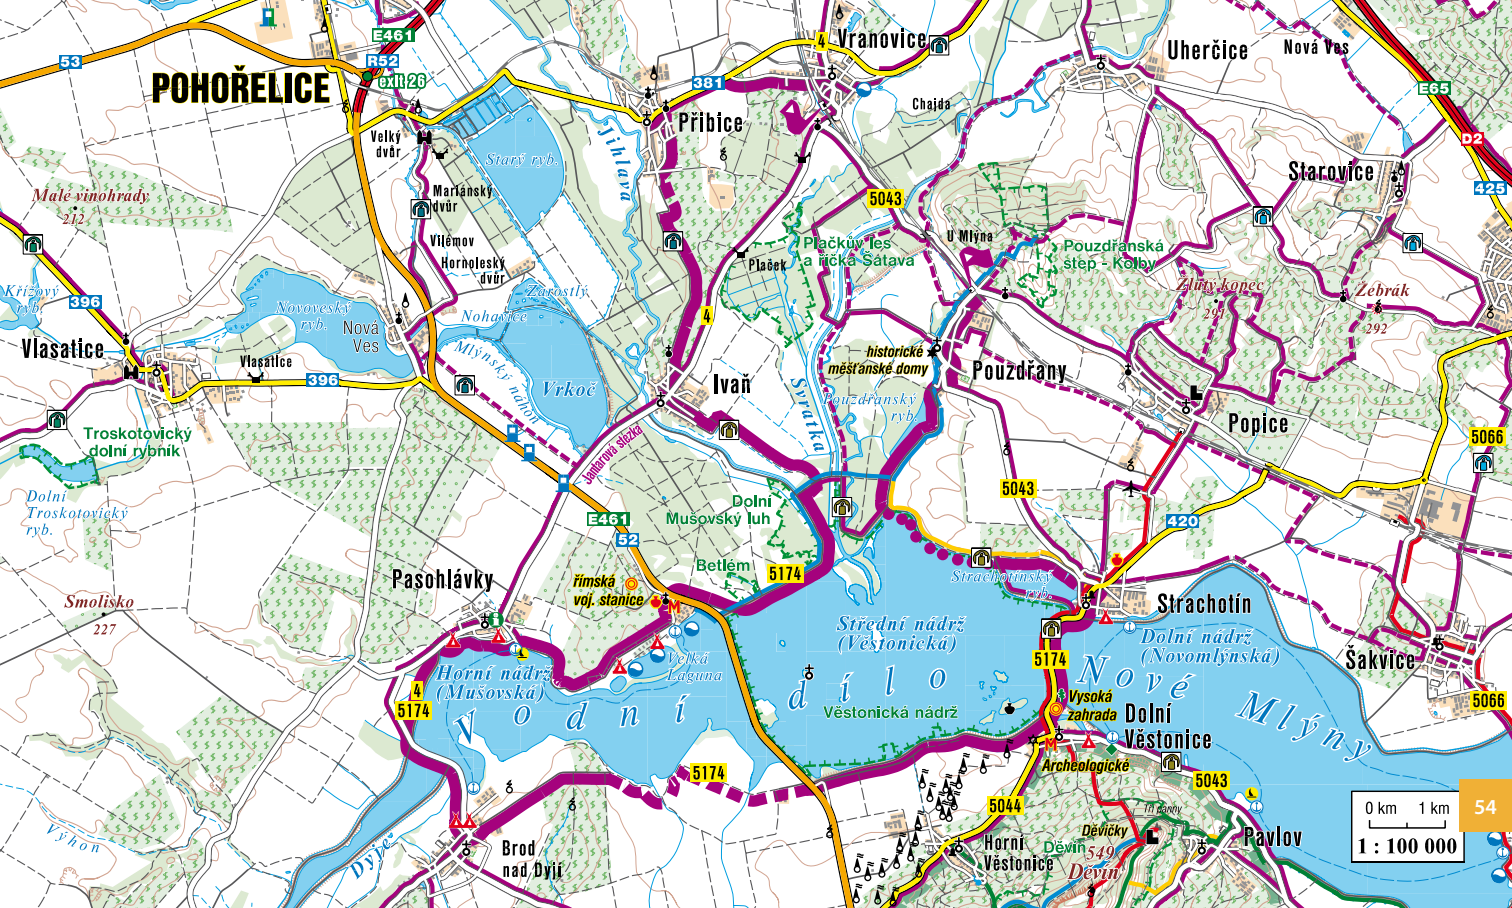 53
E461
R52
exit 26
POHOŘELICE
381
4
Vranovice
Uherčice
Nová Ves
E65
D2
425
Přibice
Chajda
Velký
dvůr
Starý ryb.
Jihlava
Starovice
Malé vinohrady
212
Mariánský
dvůr
5043
Vilémov
Hornoleský
dvůr
U Mlýna
Plačkův les
a říčka Šatava
Plaček
Pouzdřanská
step - Kolby
Křížový
ryb.
396
Novoveský
ryb.
Nová
Ves
Zárostlý
Nohavice
4
Žlutý kopec
291
Žebrák
292
Vlasatice
Vlasatice
396
Mlýnský náhon
Vrkoč
Ivaň
historické
měšťanské domy
Pouzdřany
Svratka
Pouzdřanský
ryb.
Popice
5066
Troskotovický
dolní rybník
Jantarová stezka
Dolní
Troskotovický
ryb.
5043
Dolní
Mušovský luh
E461
52
420
Betlém
5174
Pasohlávky
římská
voj. stanice
M
Strachotínský
ryb.
Strachotín
Smolisko
227
Střední nádrž
(Věstonická)
Dolní nádrž
(Novomlýnská)
5174
Šakvice
Horní nádrž
(Mušovská)
Velká
Laguna
4
5174
Vodní dílo Nové Mlýny
Věstonická nádrž
Vysoká
zahrada
5066
Dolní
Věstonice
M
Archeologické
5174
5043
5044
0 km 1 km
1 : 100 000
54
Tři panny
Výhon
Dyje
Brod
nad Dyjí
Horní
Věstonice
Děvičky
Děvín
549
Děvín
Pavlov